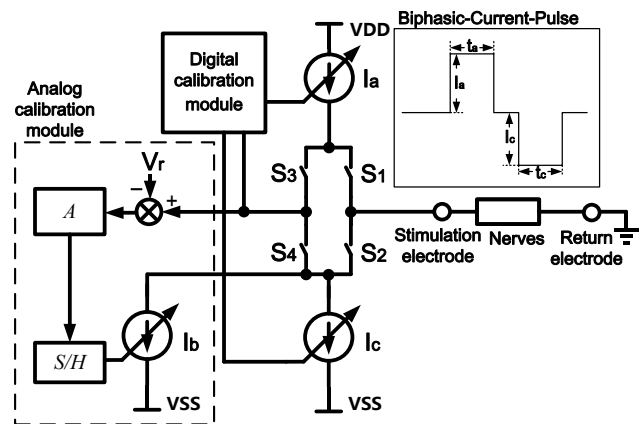 Biphasic-Current-Pulse
VDD
ta
Ia
Ic
tc
Digital
calibration
module
Ia
Analog
calibration
module
Vr
− +
S3 S1
A
S4 S2
Stimulation
electrode
Nerves
Return
electrode
S/H
Ib
Ic
VSS
VSS